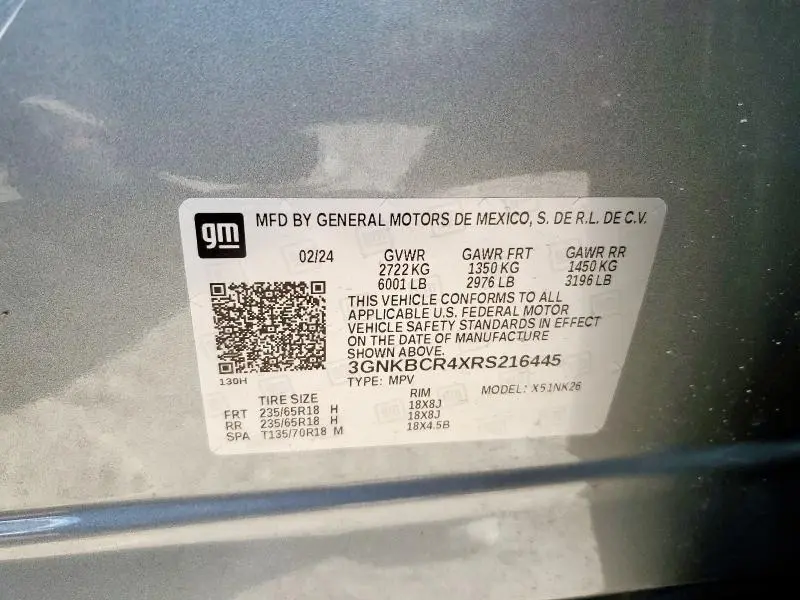 gm
MFD BY GENERAL MOTORS DE MEXICO, S. DE R.L. DE C.V.
02/24 GVWR GAWR FRT GAWR RR
2722 KG 1350 KG 1450 KG
6001 LB 2976 LB 3196 LB
THIS VEHICLE CONFORMS TO ALL
APPLICABLE U.S. FEDERAL MOTOR
VEHICLE SAFETY STANDARDS IN EFFECT
ON THE DATE OF MANUFACTURE
SHOWN ABOVE.
3GNKBCR4XRS216445
130H TYPE: MPV MODEL: X51NK26
TIRE SIZE RIM
FRT 235/65R18 H 18X8J
RR 235/65R18 H 18X8J
SPA T135/70R18 M 18X4.5B